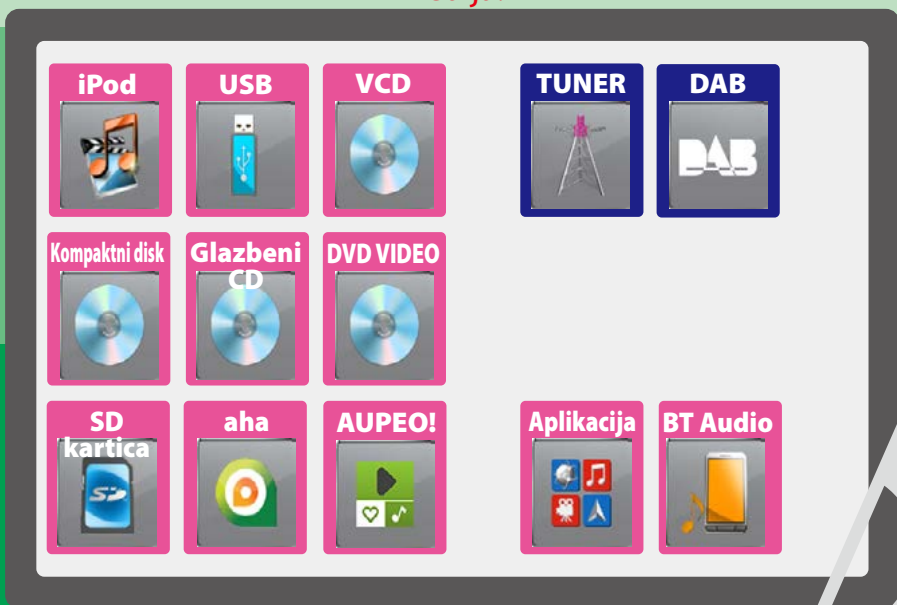 iPod
USB
VCD
TUNER
DAB
DAB
Kompaktni disk
Glazbeni
CD
DVD VIDEO
SD
kartica
SD
aha
AUPEO!
Aplikacija
BT Audio